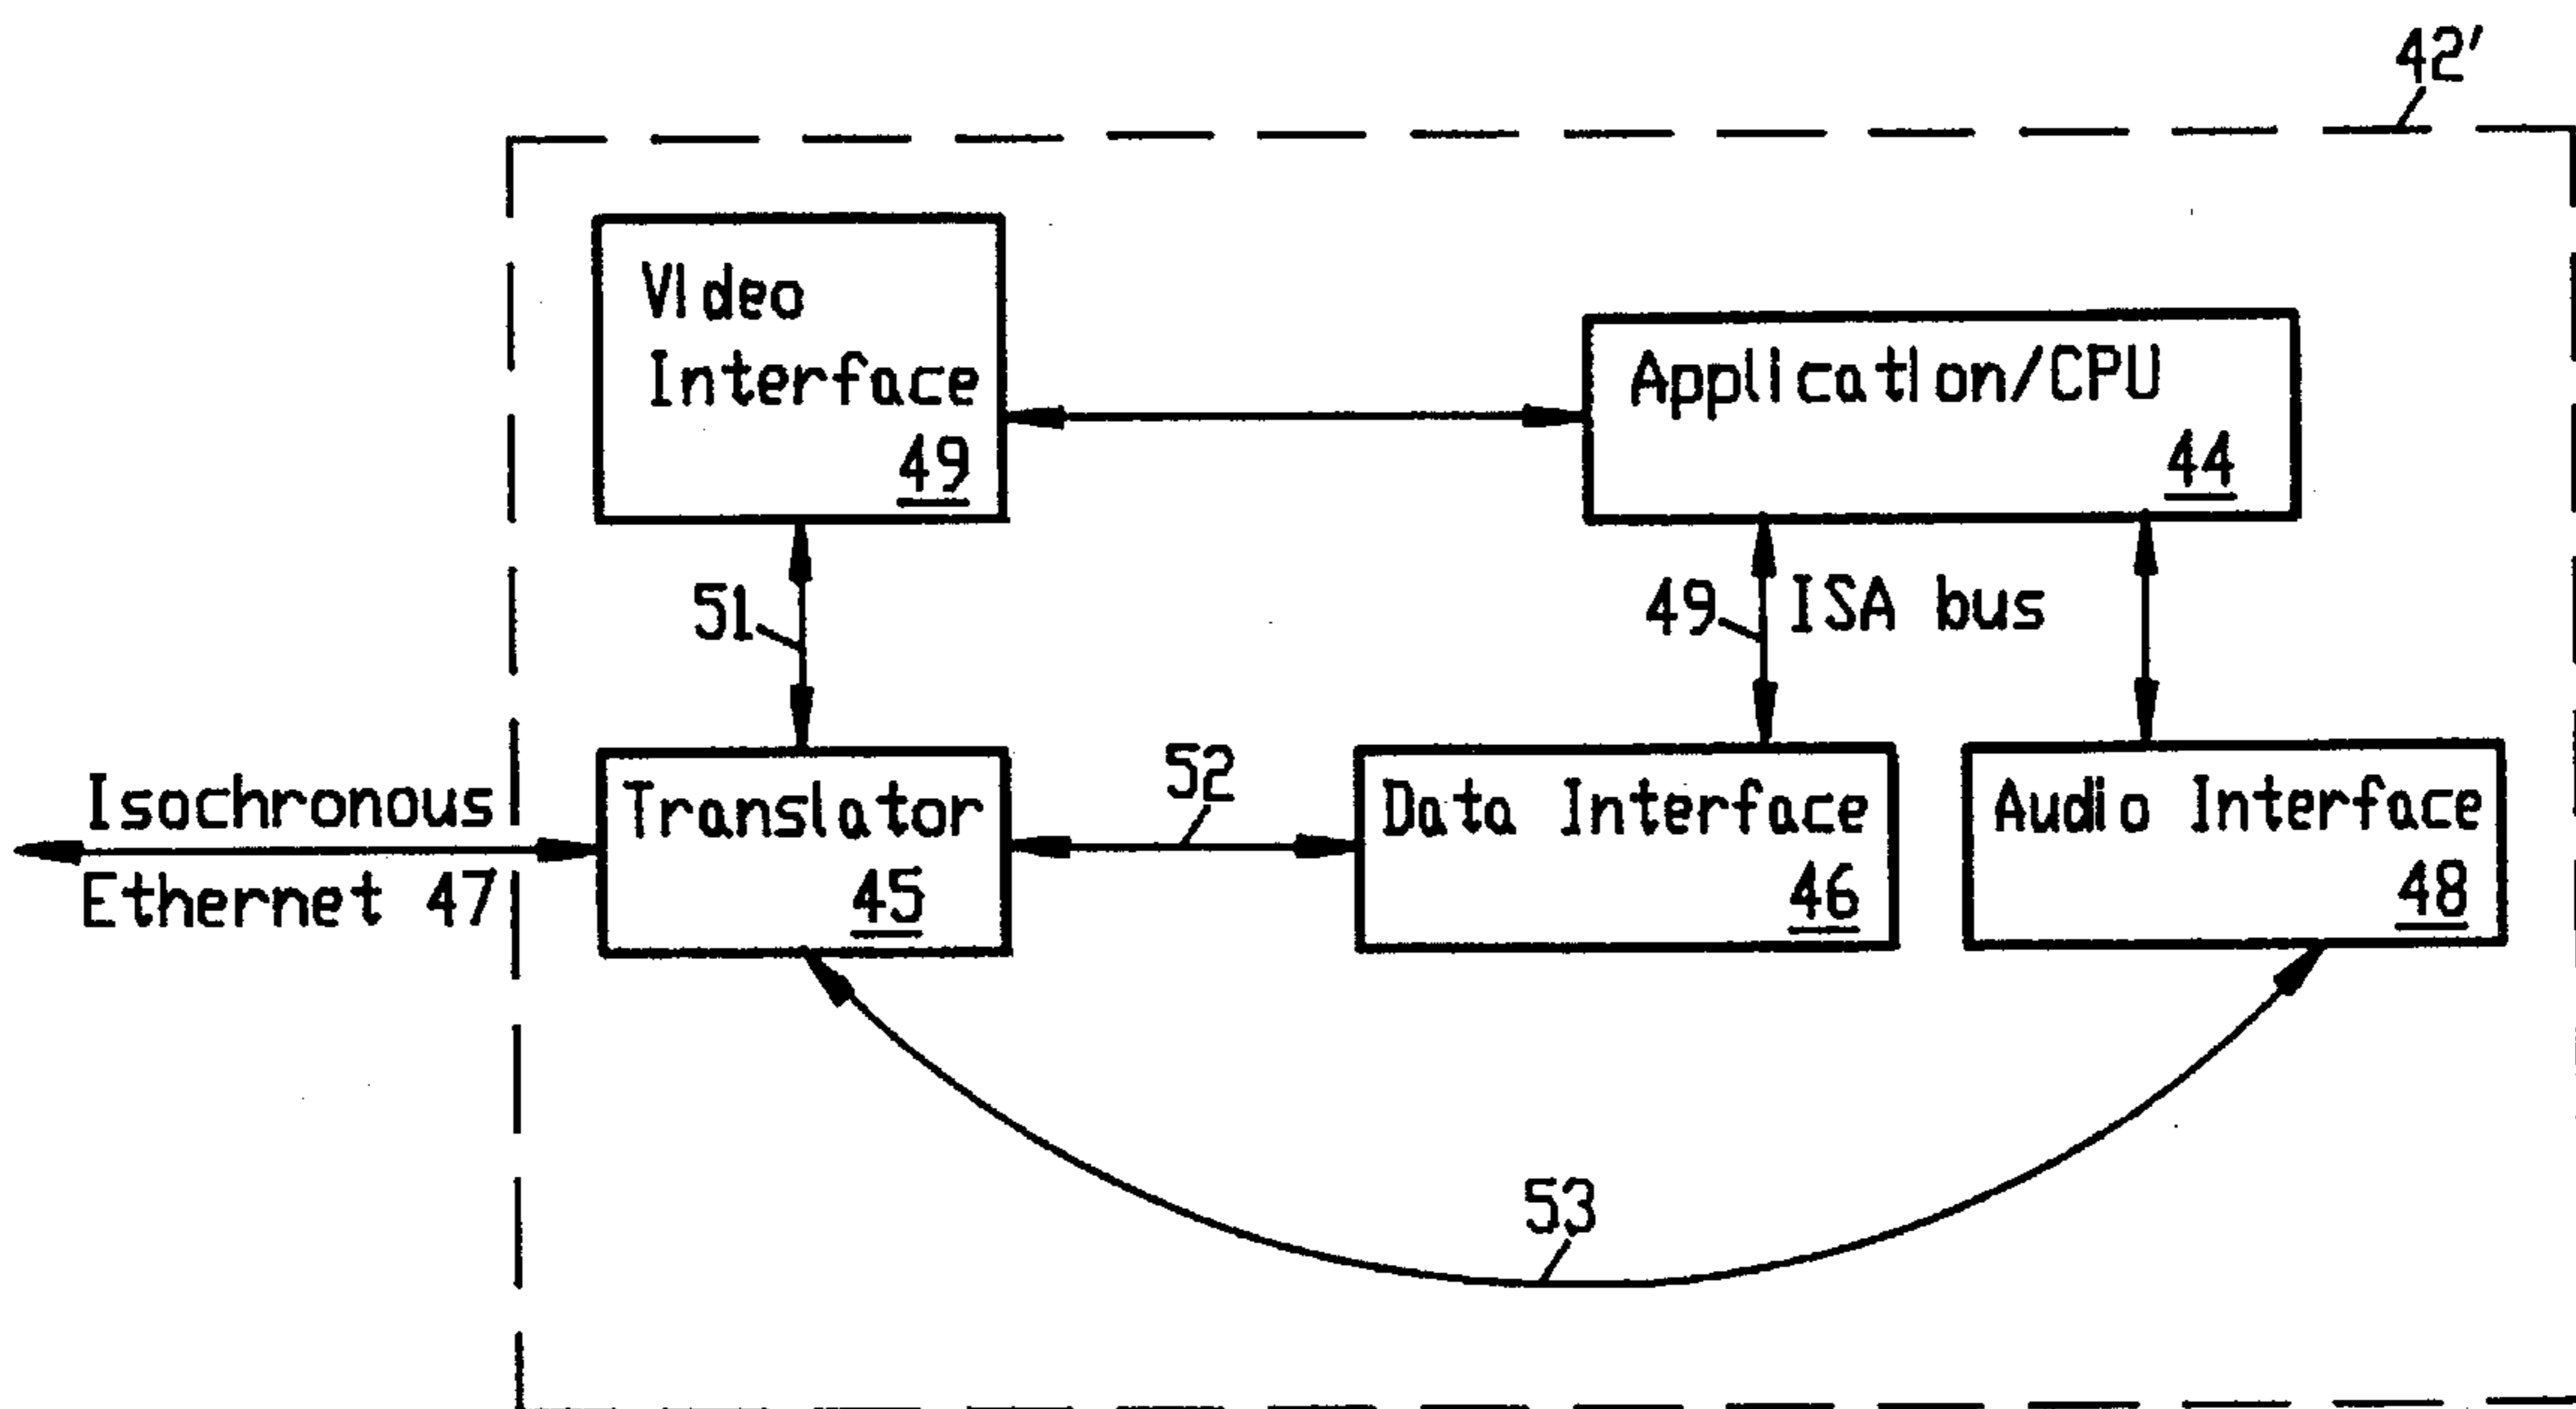 42'
Video
Interface
49
Application/CPU
44
51
49
ISA bus
Isochronous
Ethernet 47
Translator
45
52
Data Interface
46
Audio Interface
48
53